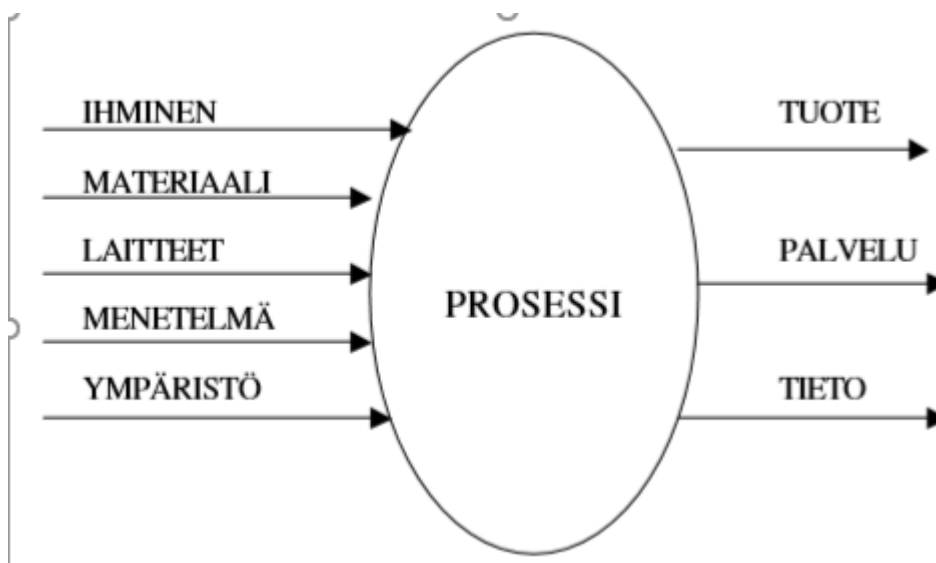 IHMINEN
MATERIAALI
LAITTEET
MENETELMÄ
YMPÄRISTÖ
PROSESSI
TUOTE
PALVELU
TIETO